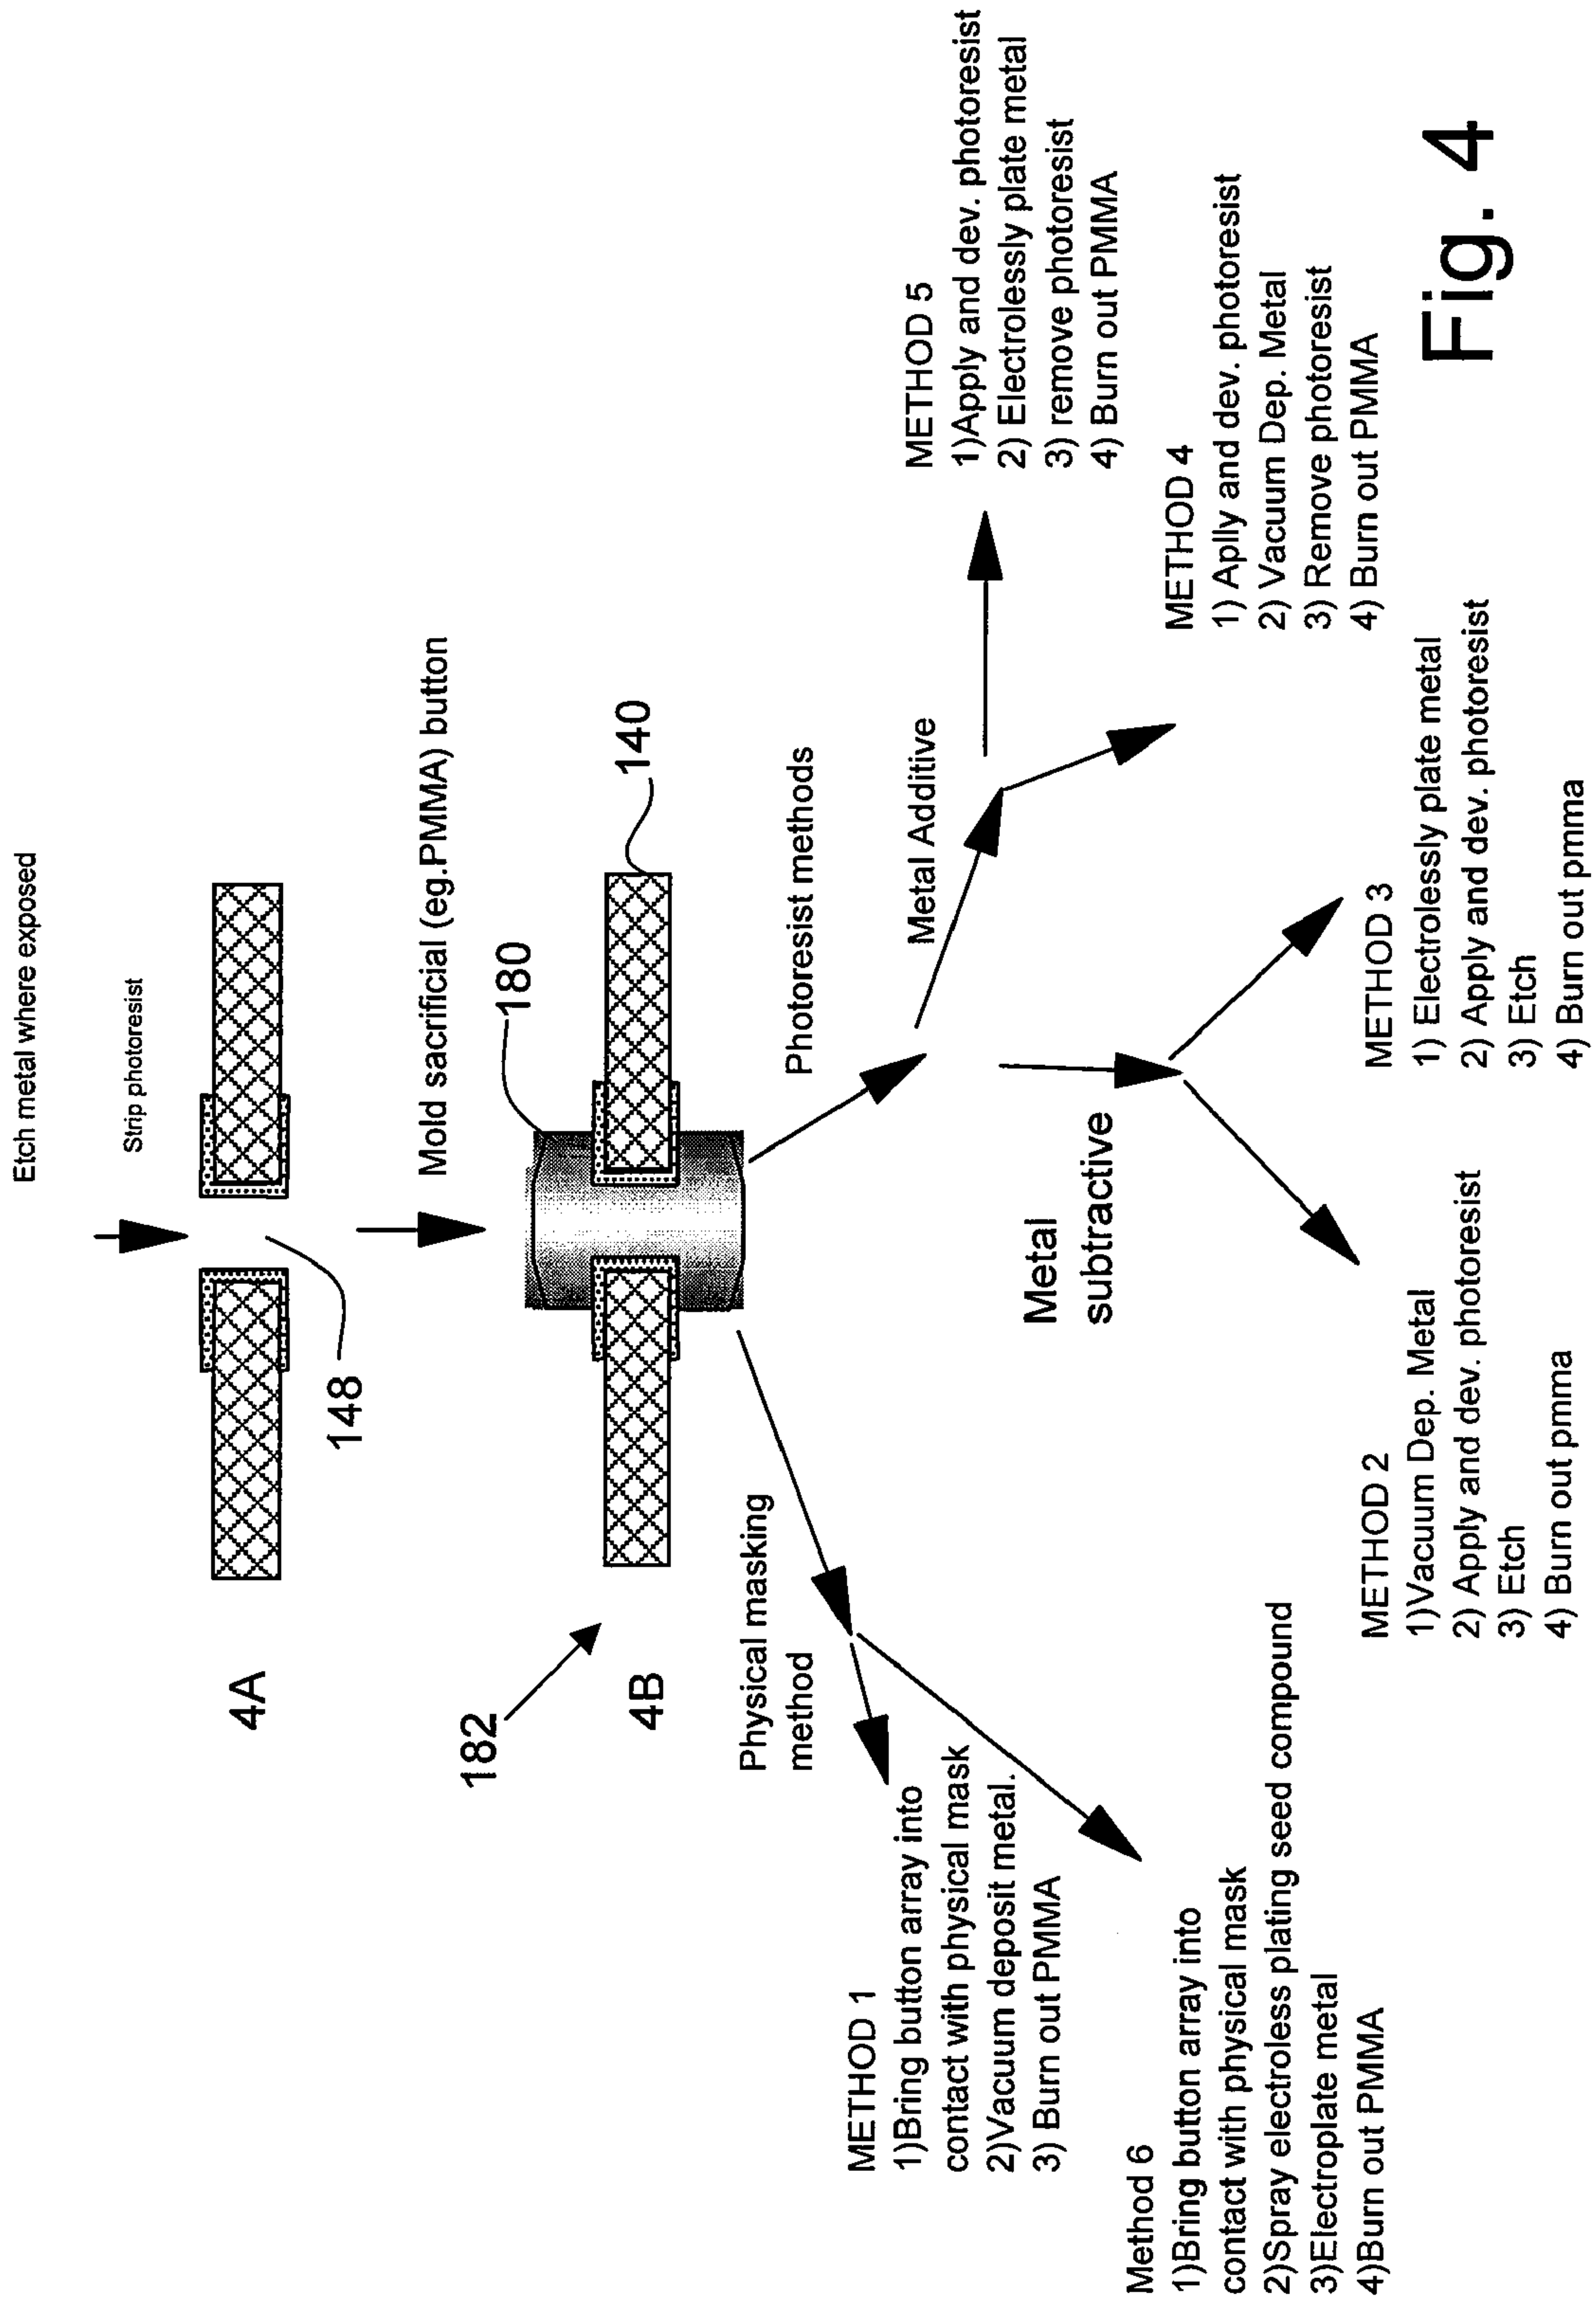 Etch metal where exposed
Strip photoresist
4A
148
Mold sacrificial (eg.PMMA) button
182
180
4B
140
Physical masking
method
Photoresist methods
METHOD 1
1)Bring button array into
contact with physical mask
2)Vacuum deposit metal.
3) Burn out PMMA
Method 6
1)Bring button array into
contact with physical mask
2)Spray electroless plating seed compound
3)Electroplate metal
4)Burn out PMMA
Metal
subtractive
Metal Additive
METHOD 2
1)Vacuum Dep. Metal
2) Apply and dev. photoresist
3) Etch
4) Burn out pmma
METHOD 3
1) Electrolessly plate metal
2) Apply and dev. photoresist
3) Etch
4) Burn out pmma
METHOD 4
1) Aplly and dev. photoresist
2) Vacuum Dep. Metal
3) Remove photoresist
4) Burn out PMMA
METHOD 5
1)Apply and dev. photoresist
2) Electrolessly plate metal
3) remove photoresist
4) Burn out PMMA
Fig. 4